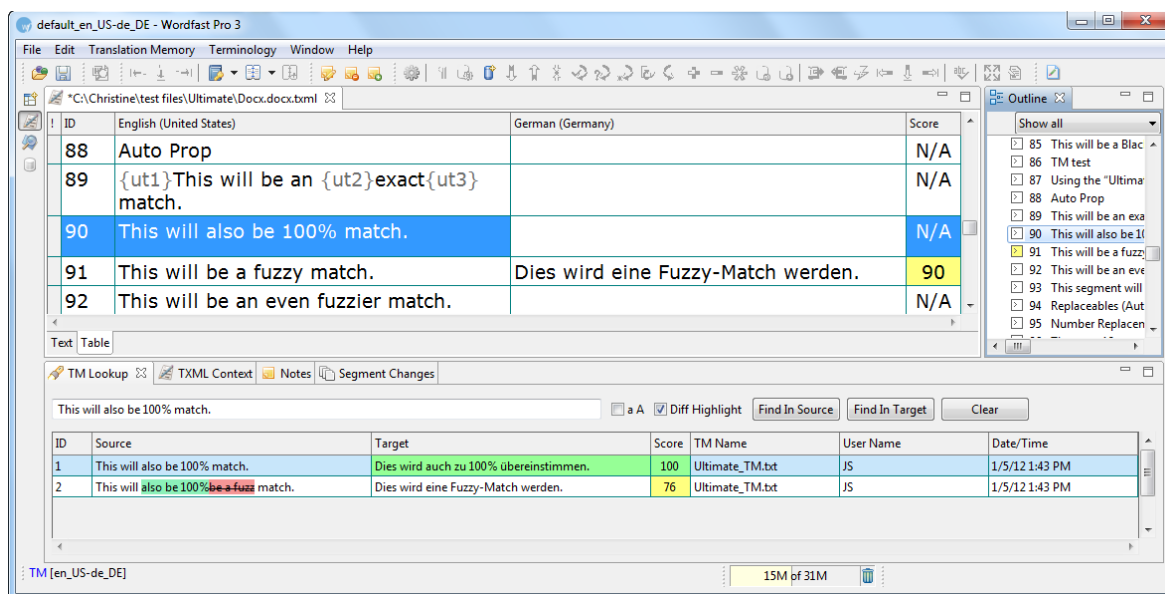 default_en_US-de_DE - Wordfast Pro 3
File Edit Translation Memory Terminology Window Help
*C:\Christine\test files\Ultimate\Docx.docx.txml
Outline
! ID English (United States) German (Germany) Score
Show all
88 Auto Prop N/A
89 {ut1}This will be an {ut2}exact{ut3} match. N/A
90 This will also be 100% match. N/A
91 This will be a fuzzy match. Dies wird eine Fuzzy-Match werden. 90
92 This will be an even fuzzier match. N/A
85 This will be a Blac
86 TM test
87 Using the "Ultima
88 Auto Prop
89 This will be an exa
90 This will also be 10
91 This will be a fuzzy
92 This will be an eve
93 This segment will
94 Replaceables (Aut
95 Number Replacen
Text Table
TM Lookup TXML Context Notes Segment Changes
This will also be 100% match. a A Diff Highlight Find In Source Find In Target Clear
ID Source Target Score TM Name User Name Date/Time
1 This will also be 100% match. Dies wird auch zu 100% übereinstimmen. 100 Ultimate_TM.txt JS 1/5/12 1:43 PM
2 This will also be 100%be a fuzz match. Dies wird eine Fuzzy-Match werden. 76 Ultimate_TM.txt JS 1/5/12 1:43 PM
TM [en_US-de_DE]
15M of 31M